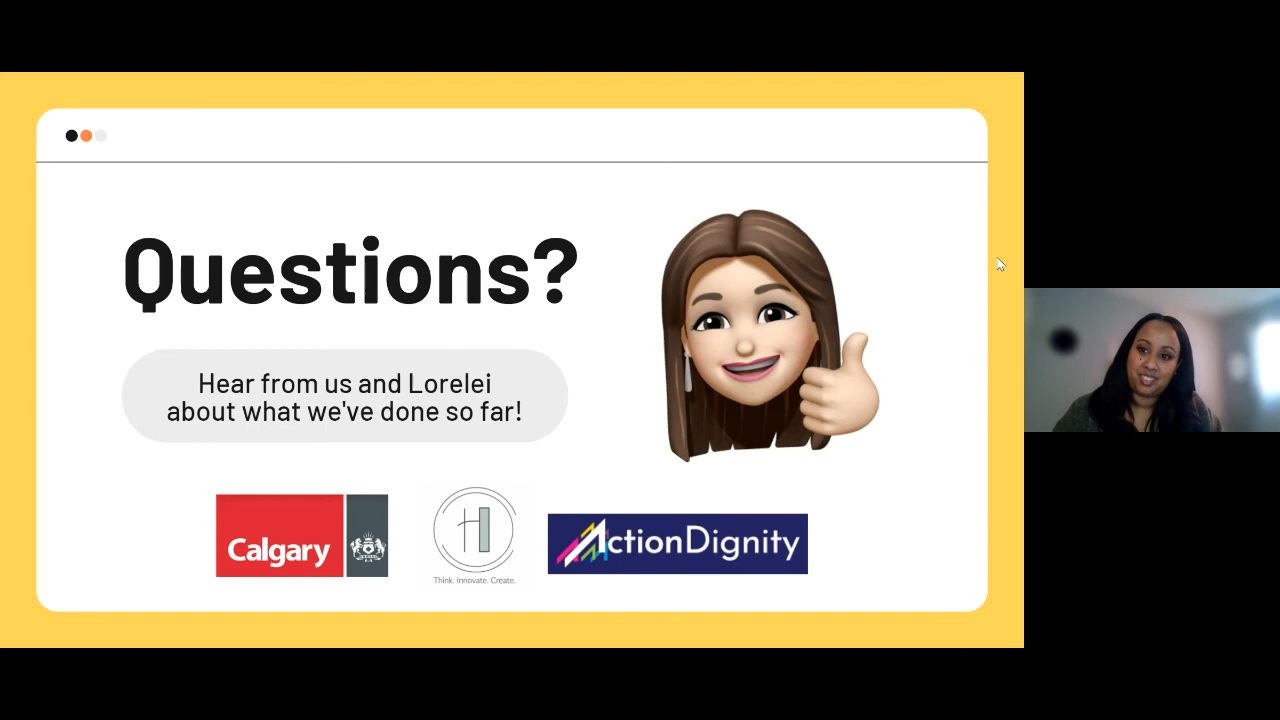 Questions?
Hear from us and Lorelei
about what we've done so far!
Calgary
H
Think. Innovate. Create.
ActionDignity